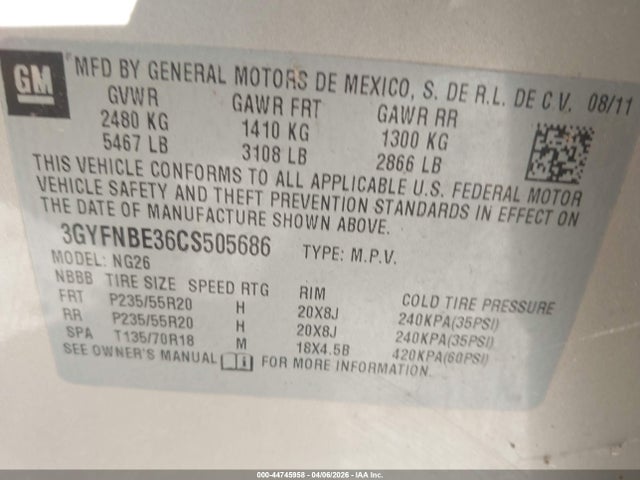 GM
MFD BY GENERAL MOTORS DE MEXICO, S. DE R.L. DE C V. 08/11
GVWR GAWR FRT GAWR RR
2480 KG 1410 KG 1300 KG
5467 LB 3108 LB 2866 LB
THIS VEHICLE CONFORMS TO ALL APPLICABLE U.S. FEDERAL MOTOR
VEHICLE SAFETY AND THEFT PREVENTION STANDARDS IN EFFECT ON
THE DATE OF MANUFACTURE SHOWN ABOVE.
3GYFNBE36CS505686 TYPE: M.P.V.
MODEL: NG26
NBBB TIRE SIZE SPEED RTG RIM COLD TIRE PRESSURE
FRT P235/55R20 H 20X8J 240KPA(35PSI)
RR P235/55R20 H 20X8J 240KPA(35PSI)
SPA T135/70R18 M 18X4.5B 420KPA(60PSI)
SEE OWNER'S MANUAL FOR MORE INFORMATION.
000-44745958 | 04/06/2026 | IAA Inc.